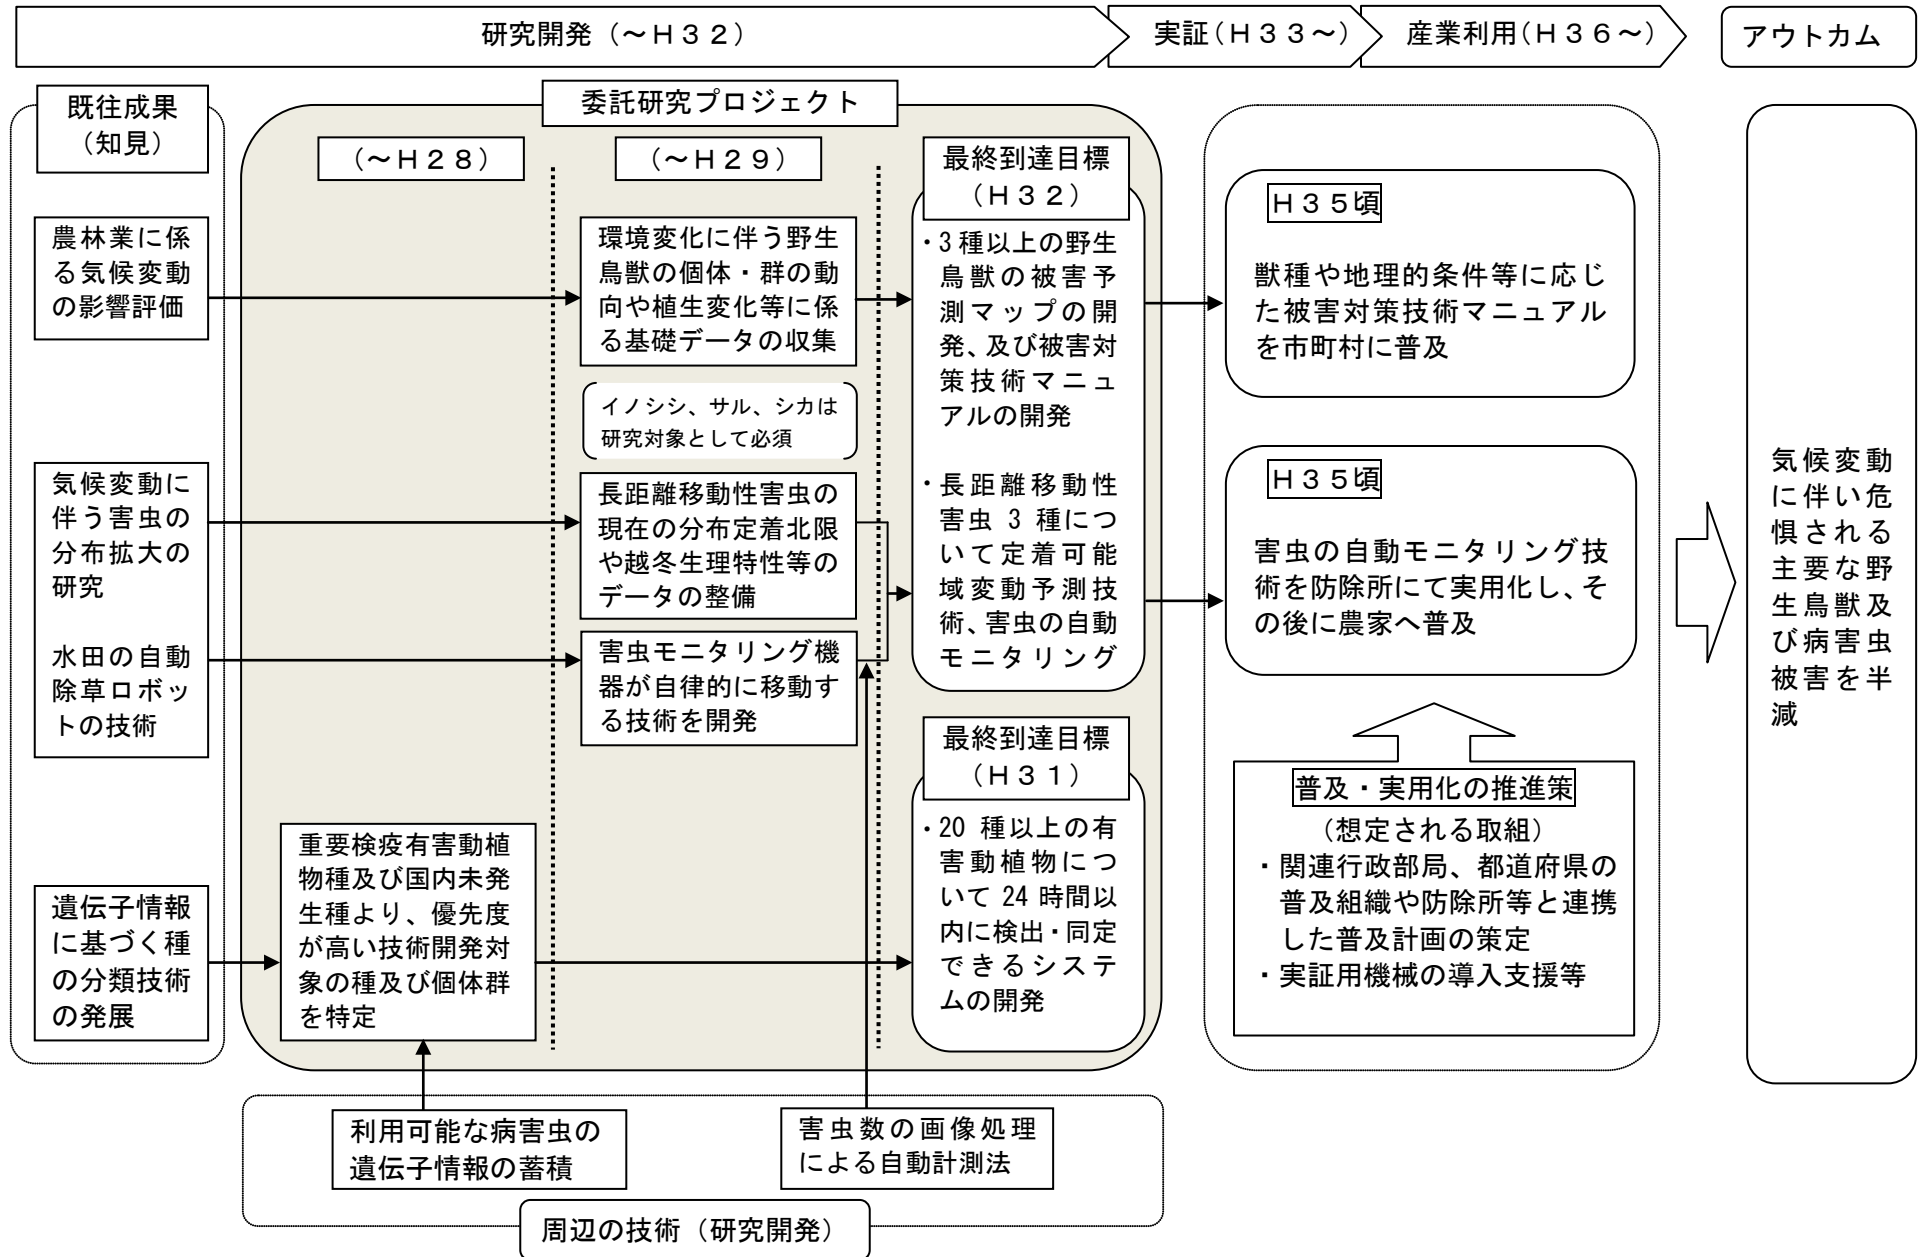 研究開発（～H３２）
実証（H３３～）
産業利用（H３６～）
アウトカム
既往成果
（知見）
農林業に係
る気候変動
の影響評価
気候変動に
伴う害虫の
分布拡大の
研究
水田の自動
除草ロボッ
トの技術
遺伝子情報
に基づく種
の分類技術
の発展
委託研究プロジェクト
（～H２８）
重要検疫有害動植
物種及び国内未発
生種より、優先度
が高い技術開発対
象の種及び個体群
を特定
（～H２９）
環境変化に伴う野生
鳥獣の個体・群の動
向や植生変化等に係
る基礎データの収集
イノシシ、サル、シカは
研究対象として必須
長距離移動性害虫の
現在の分布定着北限
や越冬生理特性等の
データの整備
害虫モニタリング機
器が自律的に移動す
る技術を開発
最終到達目標
（H３２）
・3種以上の野生
鳥獣の被害予
測マップの開
発、及び被害対
策技術マニュ
アルの開発
・長距離移動性
害虫 3 種につ
いて定着可能
域変動予測技
術、害虫の自動
モニタリング
最終到達目標
（H３１）
・20 種以上の有
害動植物につ
いて 24 時間以
内に検出・同定
できるシステ
ムの開発
H３５頃
獣種や地理的条件等に応じ
た被害対策技術マニュアル
を市町村に普及
H３５頃
害虫の自動モニタリング技
術を防除所にて実用化し、そ
の後に農家へ普及
普及・実用化の推進策
（想定される取組）
・関連行政部局、都道府県の
普及組織や防除所等と連携
した普及計画の策定
・実証用機械の導入支援等
気候変動
に伴い危
惧される
主要な野
生鳥獣及
び病害虫
被害を半
減
利用可能な病害虫の
遺伝子情報の蓄積
害虫数の画像処理
による自動計測法
周辺の技術（研究開発）